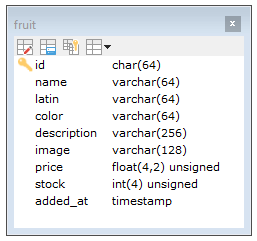 fruit x
id char(64)
name varchar(64)
latin varchar(64)
color varchar(64)
description varchar(256)
image varchar(128)
price float(4,2) unsigned
stock int(4) unsigned
added_at timestamp